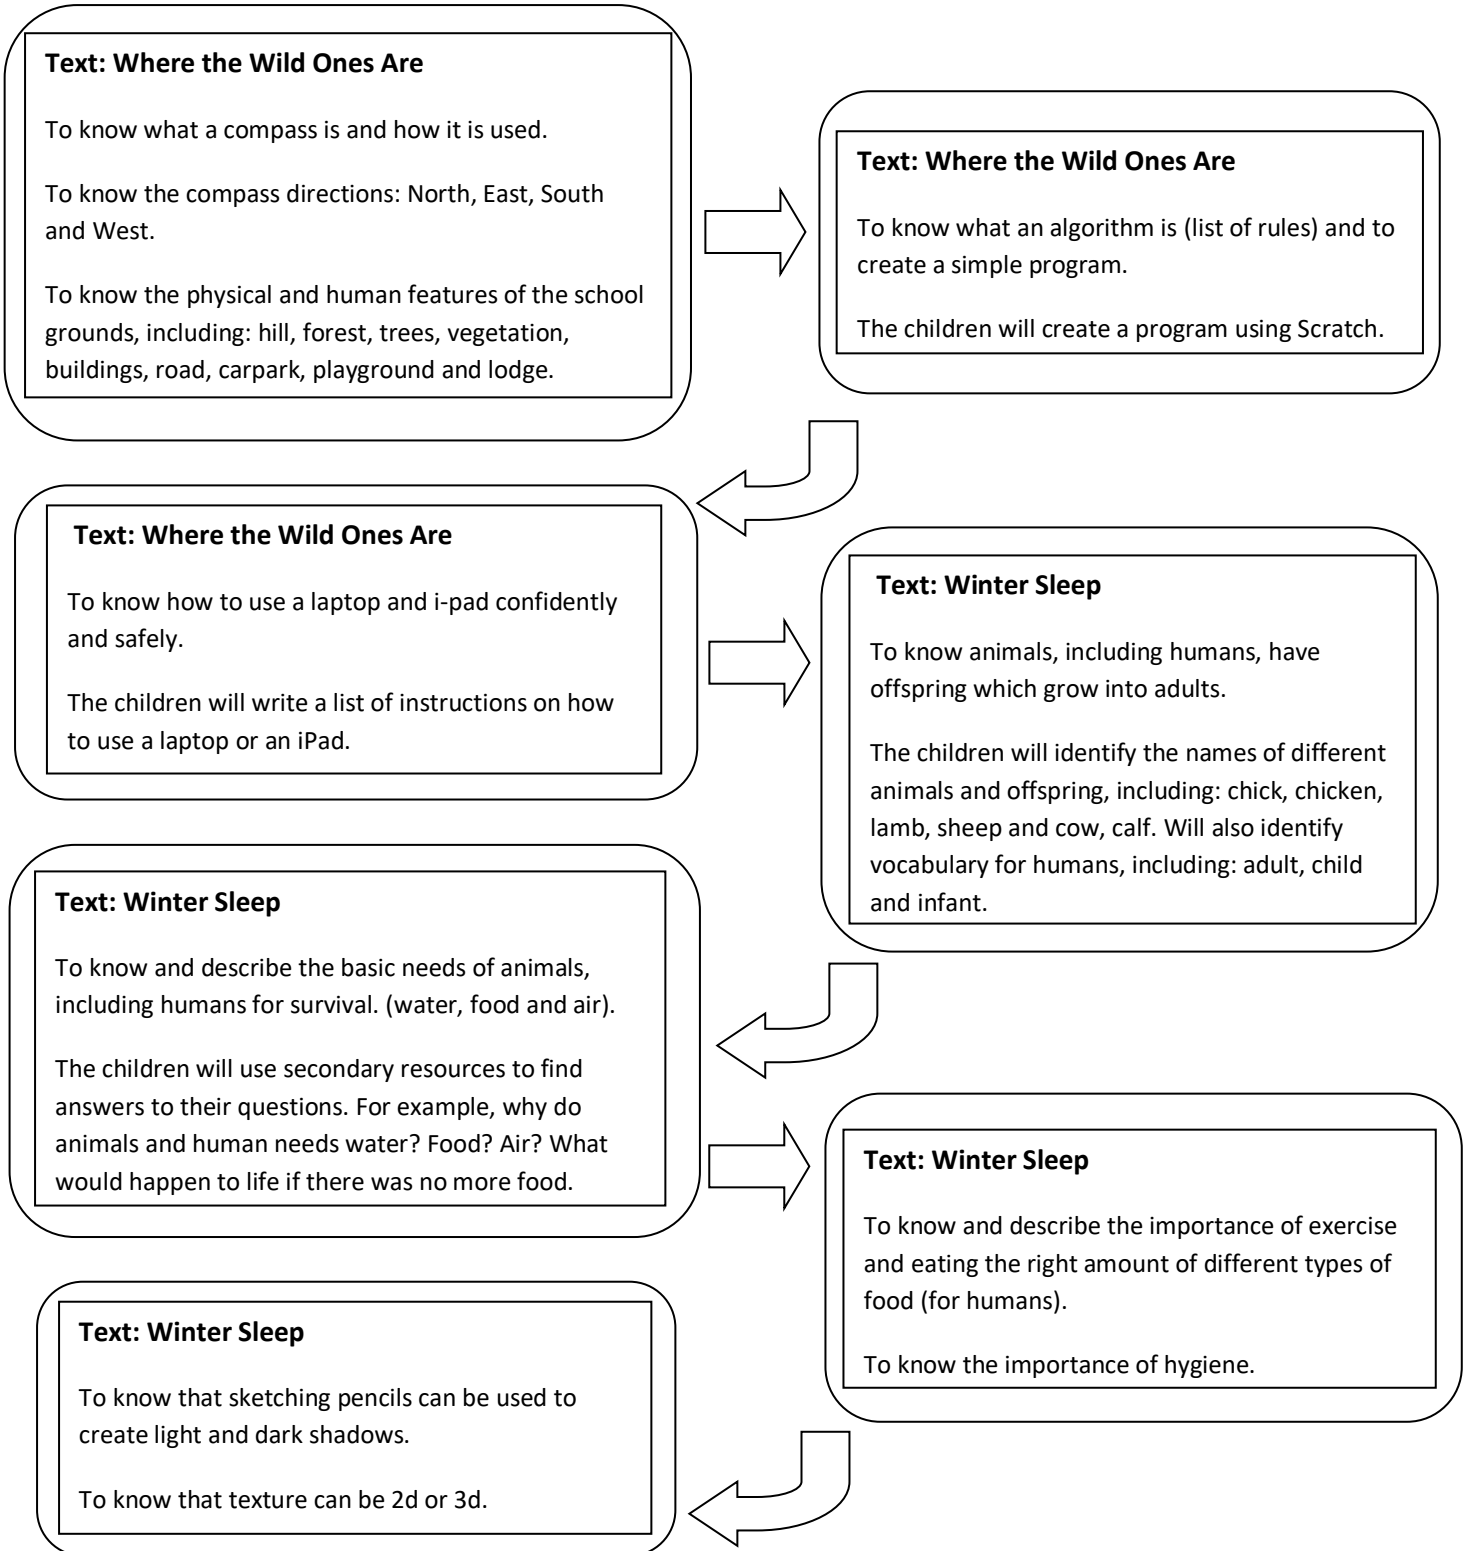 Text: Where the Wild Ones Are
To know what a compass is and how it is used.
To know the compass directions: North, East, South
and West.
To know the physical and human features of the school
grounds, including: hill, forest, trees, vegetation,
buildings, road, carpark, playground and lodge.
Text: Where the Wild Ones Are
To know what an algorithm is (list of rules) and to
create a simple program.
The children will create a program using Scratch.
Text: Where the Wild Ones Are
To know how to use a laptop and i-pad confidently
and safely.
The children will write a list of instructions on how
to use a laptop or an iPad.
Text: Winter Sleep
To know animals, including humans, have
offspring which grow into adults.
The children will identify the names of different
animals and offspring, including: chick, chicken,
lamb, sheep and cow, calf. Will also identify
vocabulary for humans, including: adult, child
and infant.
Text: Winter Sleep
To know and describe the basic needs of animals,
including humans for survival. (water, food and air).
The children will use secondary resources to find
answers to their questions. For example, why do
animals and human needs water? Food? Air? What
would happen to life if there was no more food.
Text: Winter Sleep
To know and describe the importance of exercise
and eating the right amount of different types of
food (for humans).
To know the importance of hygiene.
Text: Winter Sleep
To know that sketching pencils can be used to
create light and dark shadows.
To know that texture can be 2d or 3d.